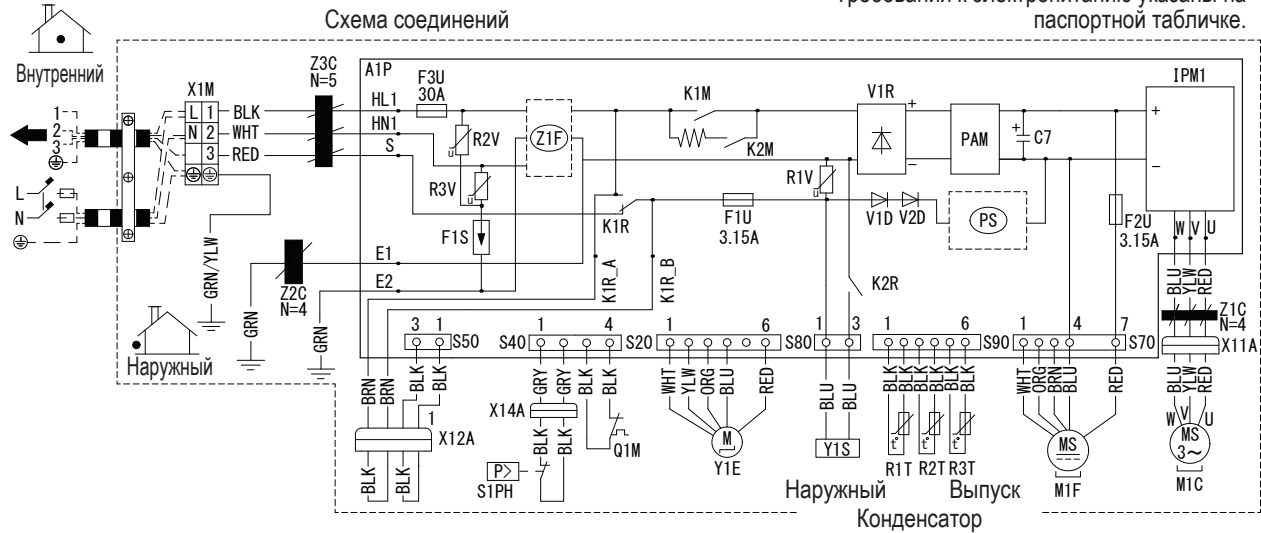 Требования к электропитанию указаны на
Схема соединений
паспортной табличке.
Внутренний
X1M
Z3C
N=5
A1P
F3U
30A
HL1
HN1
S
L 1 BLK
N 2 WHT
3 RED
1
2
3
L
N
R2V
u
R3V
u
F1S
Z1F
K1M
K2M
V1R
+
−
PAM
+
C7
IPM1
+
−
R1V
u
V1D V2D
PS
F1U
3.15A
F2U
3.15A
K1R
K1R_A
K1R_B
K2R
E1
E2
GRN/YLW
GRN
GRN
Z2C
N=4
W V U
BLU
YLW
RED
Z1C
N=4
X11A
Наружный
3 1 S50
S40 1 4
S20 1 6
S80 1 3
1 6 S90
1 4 7 S70
BRN
BRN
BLK
BLK
1
X12A
BLK
BLK
GRY
GRY
BLK
BLK
X14A
BLK
BLK
P>
S1PH
Q1M
WHT
YLW
ORG
BLU
RED
M
Y1E
BLU
BLU
Y1S
BLK
BLK
BLK
BLK
BLK
BLK
t°
t°
t°
R1T R2T R3T
WHT
ORG
BRN
BLU
RED
MS
M1F
BLU
YLW
RED
W V U
MS
3~
M1C
Наружный Выпуск
Конденсатор